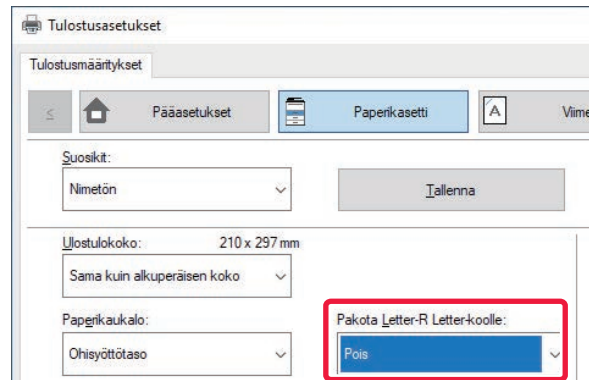 Tulostusasetukset
Tulostusmääritykset
≤ Pääasetukset Paperikasetti A Viime
Suosikit:
Nimetön Tallenna
Ulostulokoko: 210 x 297 mm
Sama kuin alkuperäisen koko
Paperikaukalo: Pakota Letter-R Letter-koolle:
Ohisyöttötaso Pois